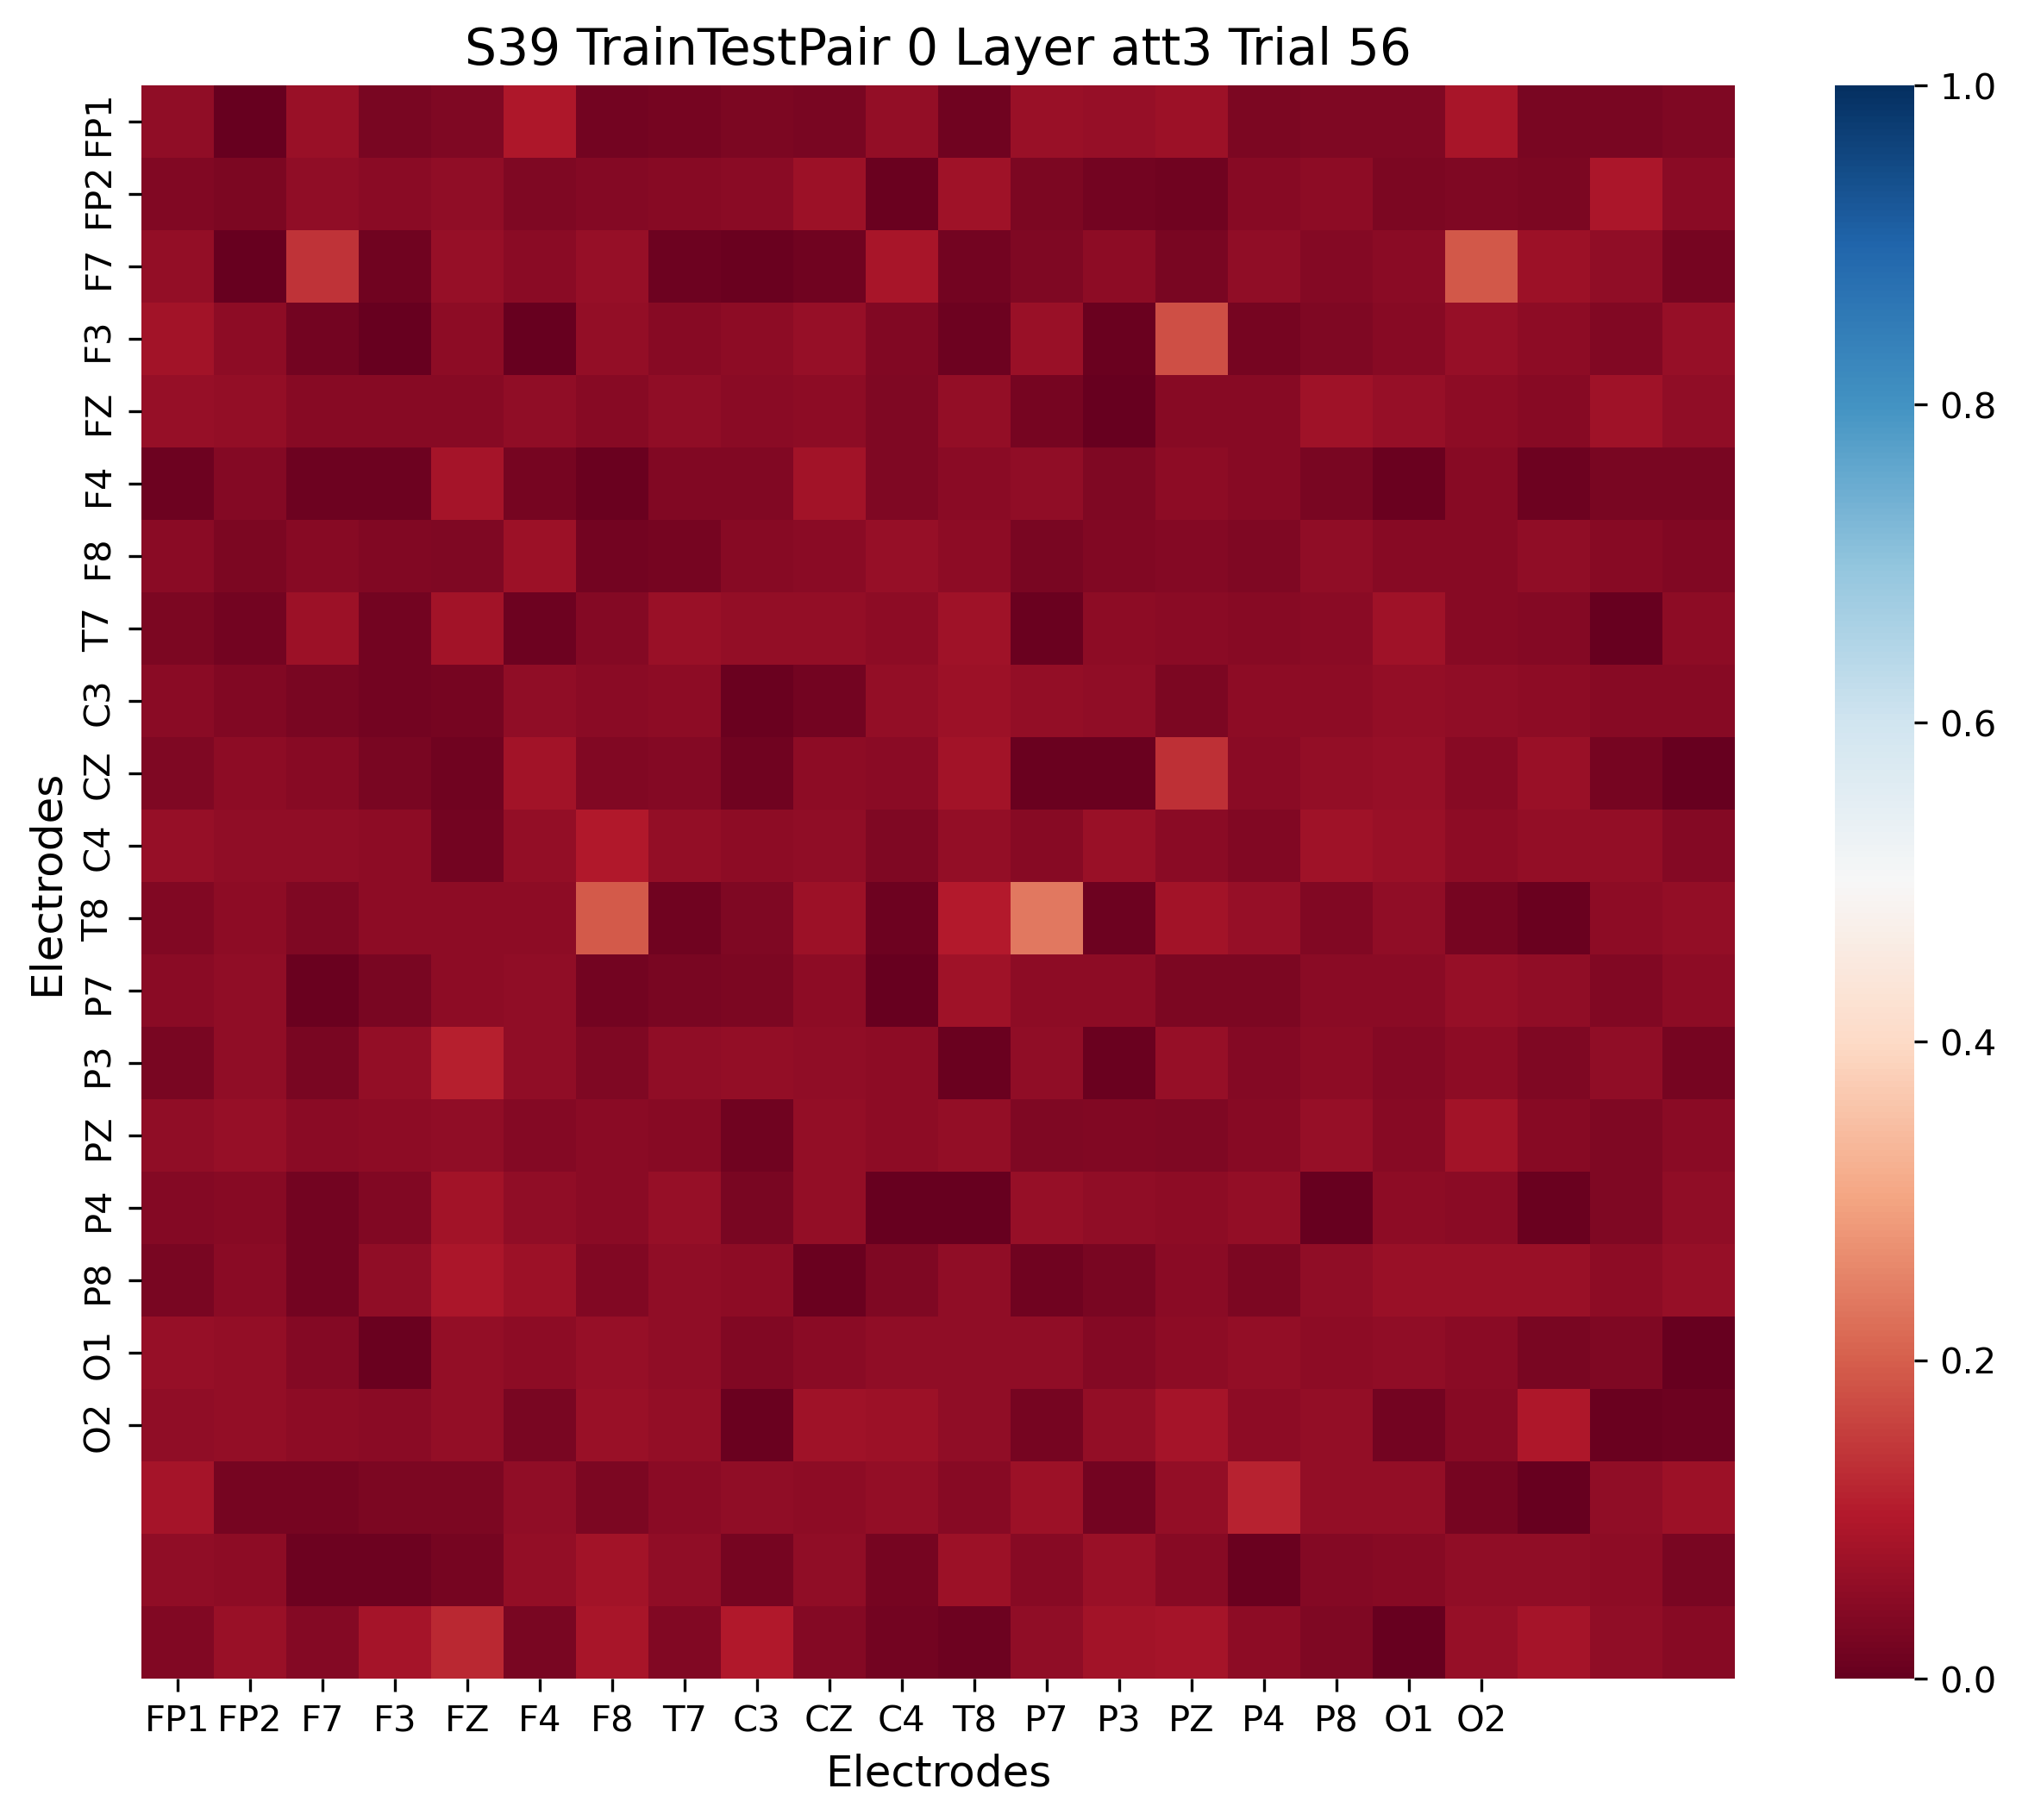 S39 TrainTestPair 0 Layer att3 Trial 56
Electrodes
FP1
FP2
F7
F3
FZ
F4
F8
T7
C3
CZ
C4
T8
P7
P3
PZ
P4
P8
O1
O2
FP1 FP2 F7 F3 FZ F4 F8 T7 C3 CZ C4 T8 P7 P3 PZ P4 P8 O1 O2
Electrodes
1.0
0.8
0.6
0.4
0.2
0.0